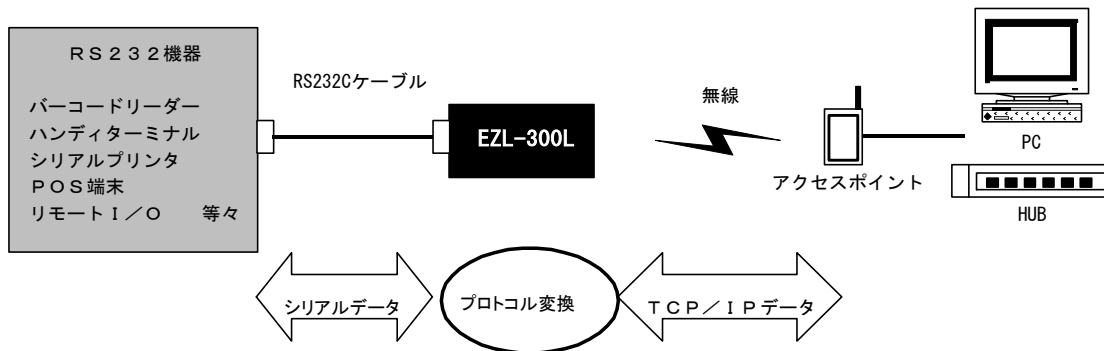 ＲＳ２３２機器
バーコードリーダー
ハンディターミナル
シリアルプリンタ
ＰＯＳ端末
リモートＩ／Ｏ　等々
RS232Cケーブル
EZL-300L
無線
アクセスポイント
PC
HUB
シリアルデータ
プロトコル変換
ＴＣＰ／ＩＰデータ